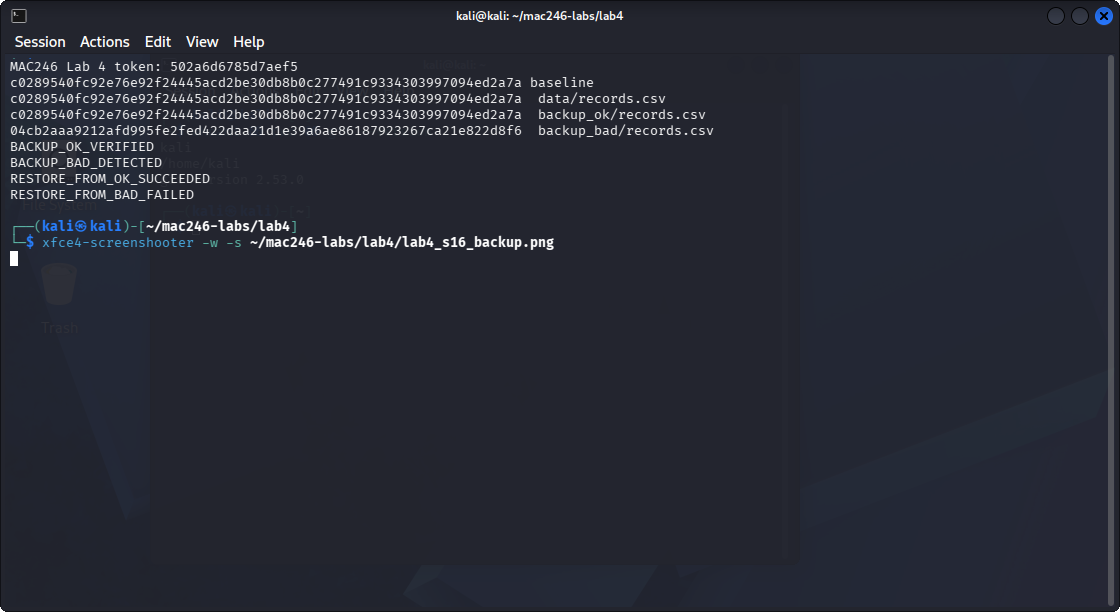 kali@kali: ~/mac246-labs/lab4
Session Actions Edit View Help
MAC246 Lab 4 token: 502a6d6785d7aef5
c0289540fc92e76e92f24445acd2be30db8b0c277491c9334303997094ed2a7a baseline
c0289540fc92e76e92f24445acd2be30db8b0c277491c9334303997094ed2a7a  data/records.csv
c0289540fc92e76e92f24445acd2be30db8b0c277491c9334303997094ed2a7a  backup_ok/records.csv
04cb2aaa9212afd995fe2fed422daa21d1e39a6ae86187923267ca21e822d8f6  backup_bad/records.csv
BACKUP_OK_VERIFIED
BACKUP_BAD_DETECTED
RESTORE_FROM_OK_SUCCEEDED
RESTORE_FROM_BAD_FAILED
┌──(kali㉿kali)-[~/mac246-labs/lab4]
└─$ xfce4-screenshooter -w -s ~/mac246-labs/lab4/lab4_s16_backup.png
Trash